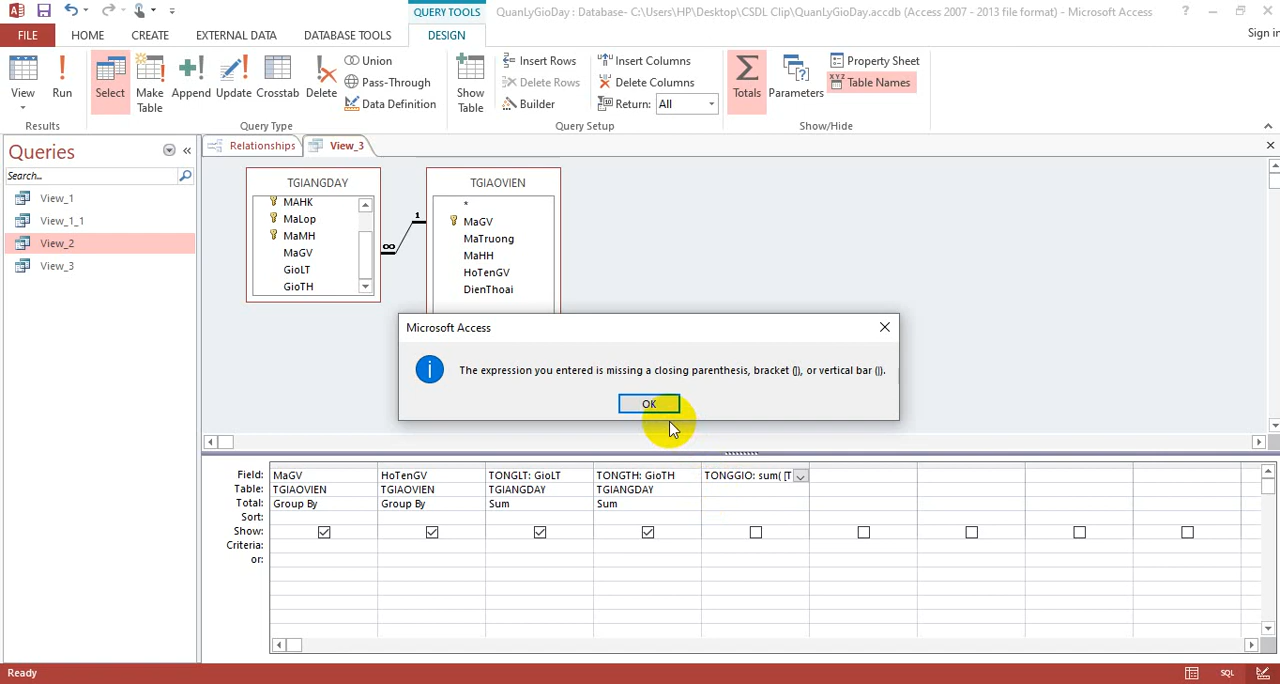 QUERY TOOLS
QuanLyGioDay : Database- C:\Users\HP\Desktop\CSDL Clip\QuanLyGioDay.accdb (Access 2007 - 2013 file format) - Microsoft Access
FILE HOME CREATE EXTERNAL DATA DATABASE TOOLS DESIGN
Sign in
View
Run
Select
Make Table
Append
Update
Crosstab
Delete
Union
Pass-Through
Data Definition
Show Table
Insert Rows
Delete Rows
Builder
Insert Columns
Delete Columns
Return: All
Totals
Parameters
Property Sheet
Table Names
Results Query Type Query Setup Show/Hide
Queries
Search...
View_1
View_1_1
View_2
View_3
Relationships View_3
TGIANGDAY
MAHK
MaLop
MaMH
MaGV
GioLT
GioTH
1
∞
TGIAOVIEN
*
MaGV
MaTruong
MaHH
HoTenGV
DienThoai
Microsoft Access
The expression you entered is missing a closing parenthesis, bracket (]), or vertical bar (|).
OK
Field: MaGV HoTenGV TONGLT: GioLT TONGTH: GioTH TONGGIO: sum( [T
Table: TGIAOVIEN TGIAOVIEN TGIANGDAY TGIANGDAY
Total: Group By Group By Sum Sum
Sort:
Show:
Criteria:
or:
Ready
SQL